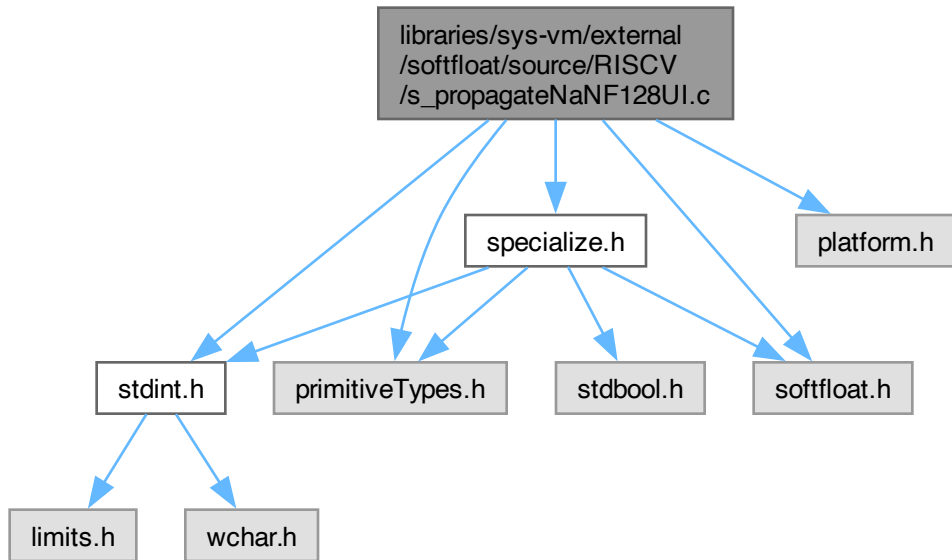 libraries/sys-vm/external
/softfloat/source/RISCV
/s_propagateNaNF128UI.c
specialize.h
platform.h
stdint.h
primitiveTypes.h
stdbool.h
softfloat.h
limits.h
wchar.h